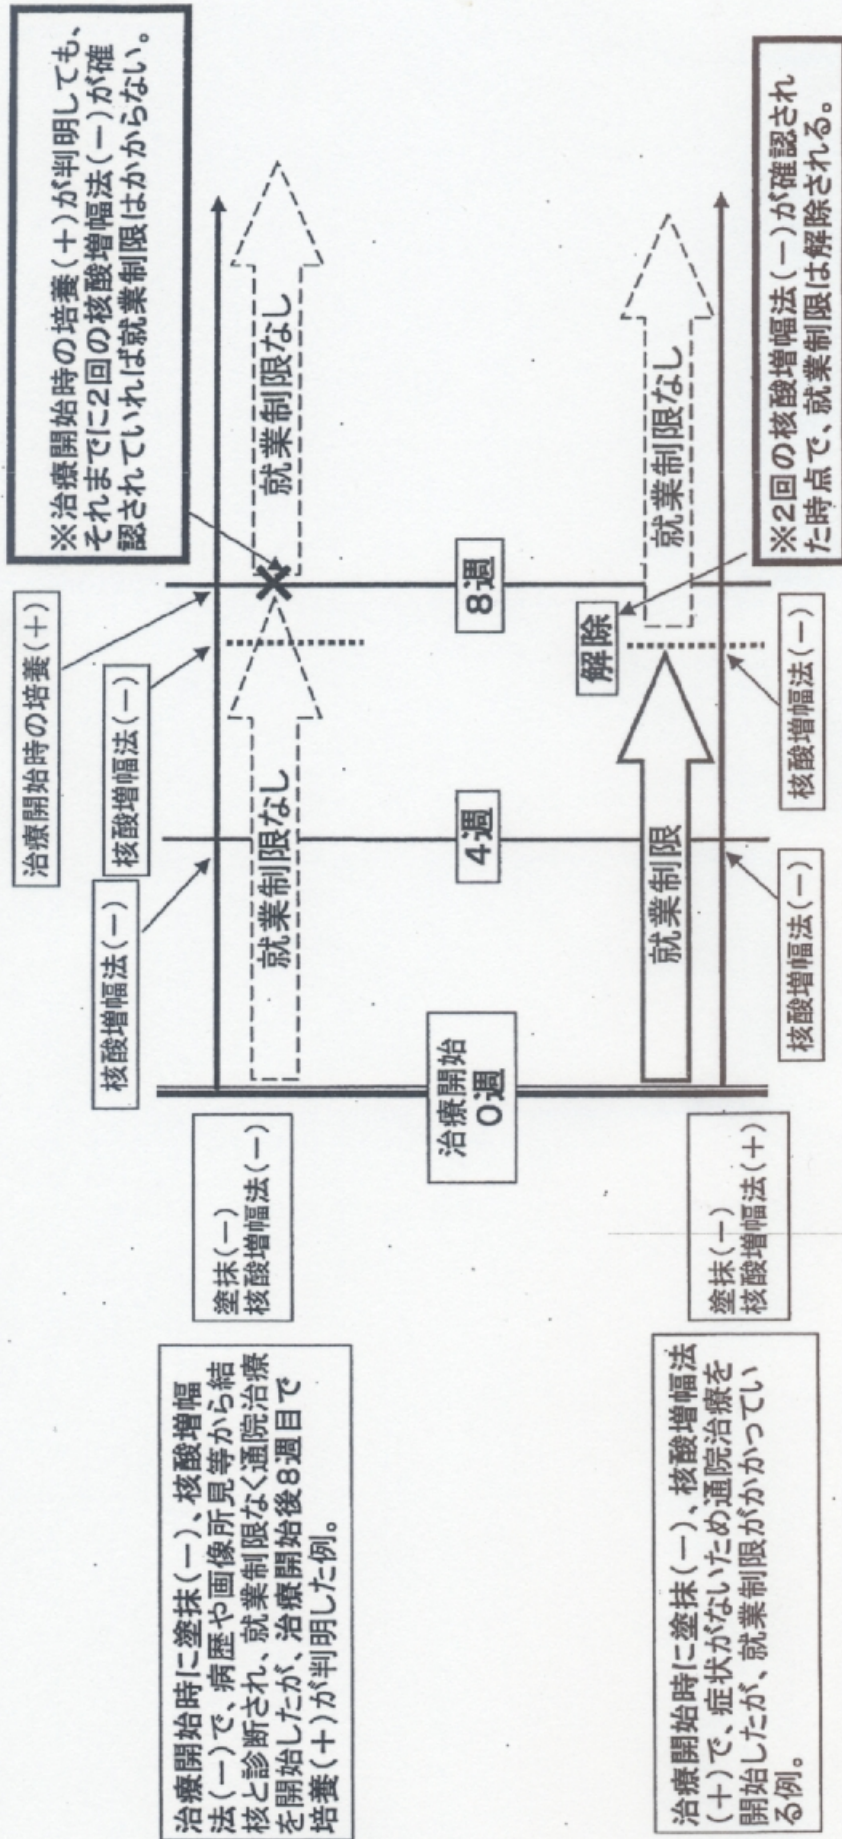 治療開始時に塗抹(－)、核酸増幅
法(－)で、病歴や画像所見等から結
核と診断され、就業制限なく通院治療
を開始したが、治療開始後8週目で
培養(＋)が判明した例。
塗抹(－)
核酸増幅法(－)
核酸増幅法(－)
核酸増幅法(－)
治療開始時の培養(＋)
※治療開始時の培養(＋)が判明しても、
それまでに2回の核酸増幅法(－)が確
認されていれば就業制限はかからない。
就業制限なし
就業制限なし
治療開始
0週
4週
8週
治療開始時に塗抹(－)、核酸増幅法
(＋)で、症状がないため通院治療を
開始したが、就業制限がかかってい
る例。
塗抹(－)
核酸増幅法(＋)
就業制限
解除
就業制限なし
核酸増幅法(－)
核酸増幅法(－)
※2回の核酸増幅法(－)が確認され
た時点で、就業制限は解除される。